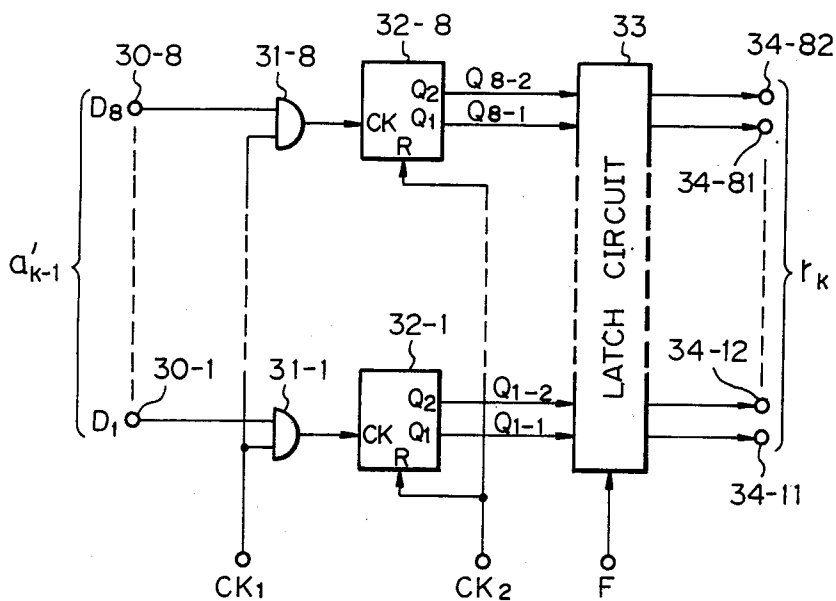 30-8
31-8
32-8
33
34-82
D8
CK
Q2
Q1
R
Q8-2
Q8-1
34-81
a'k-1
LATCH CIRCUIT
rk
30-1
31-1
32-1
34-12
D1
CK
Q2
Q1
R
Q1-2
Q1-1
34-11
CK1
CK2
F